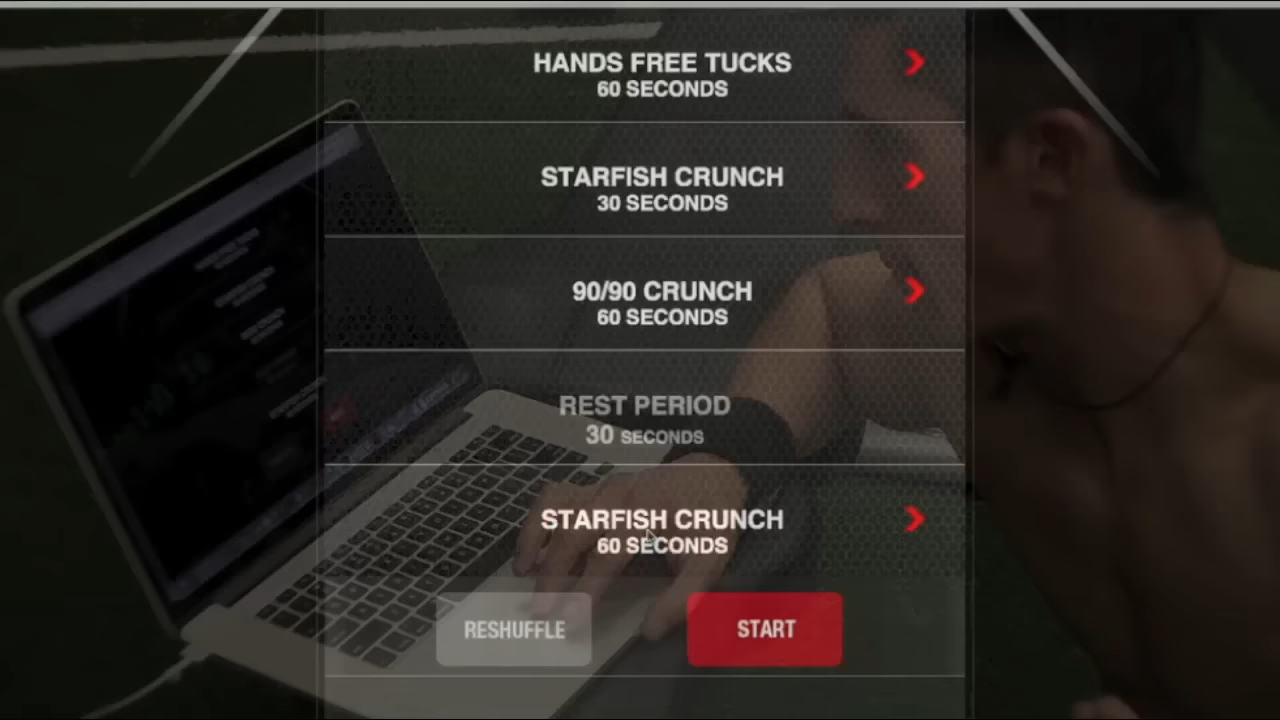 HANDS FREE TUCKS
60 SECONDS
STARFISH CRUNCH
30 SECONDS
90/90 CRUNCH
60 SECONDS
REST PERIOD
30 SECONDS
STARFISH CRUNCH
60 SECONDS
RESHUFFLE
START